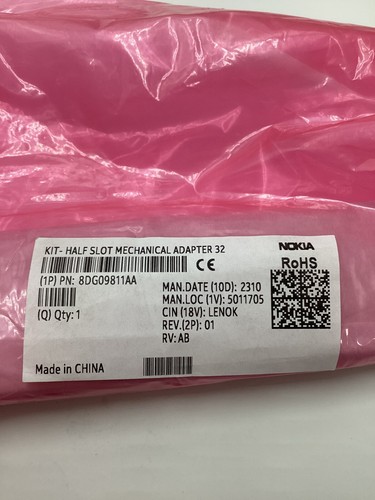 KIT- HALF SLOT MECHANICAL ADAPTER 32
NOKIA
CE
RoHS
(1P) PN: 8DG09811AA
MAN.DATE (10D): 2310
MAN.LOC (1V): 5011705
(Q) Qty: 1
CIN (18V): LENOK
REV.(2P): 01
RV: AB
Made in CHINA